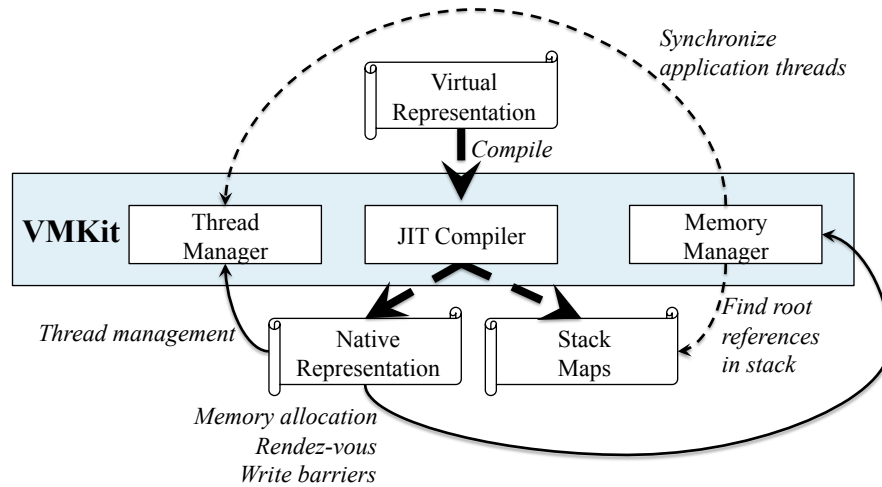 Synchronize
application threads
Virtual
Representation
Compile
VMKit
Thread
Manager
JIT Compiler
Memory
Manager
Thread management
Native
Representation
Stack
Maps
Find root
references
in stack
Memory allocation
Rendez-vous
Write barriers